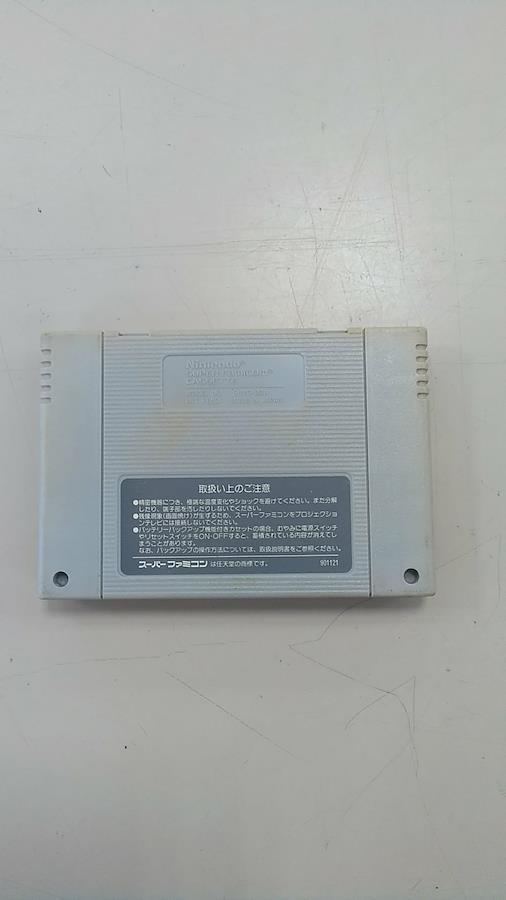 Nintendo®
SUPER FAMICOM®
CASSETTE
MADE IN JAPAN
取扱い上のご注意
●精密機器につき、極端な温度変化やショックを避けてください。また分解
したり、端子部を汚したりしないでください。
●残像現象(画面焼け)が生ずるため、スーパーファミコンをプロジェクショ
ンテレビには接続しないでください。
●バッテリーバックアップ機能付きカセットの場合、むやみに電源スイッチ
やリセットスイッチをON・OFFすると、蓄積されている内容が消えてし
まうことがあります。
なお、バックアップの操作方法については、取扱説明書をご参照ください。
スーパーファミコン は任天堂の商標です。 901121